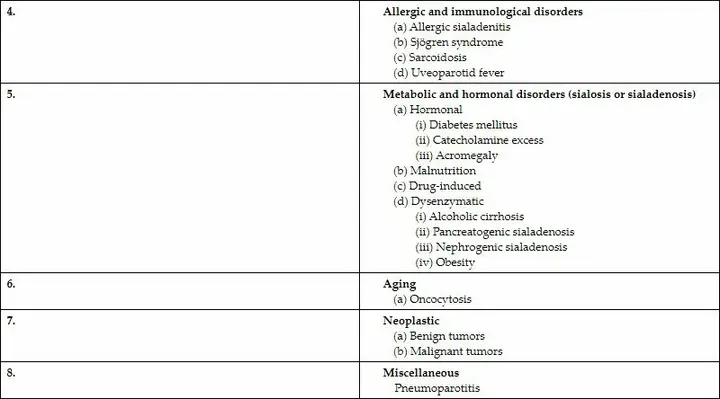 4.
Allergic and immunological disorders
(a) Allergic sialadenitis
(b) Sjögren syndrome
(c) Sarcoidosis
(d) Uveoparotid fever
5.
Metabolic and hormonal disorders (sialosis or sialadenosis)
(a) Hormonal
(i) Diabetes mellitus
(ii) Catecholamine excess
(iii) Acromegaly
(b) Malnutrition
(c) Drug-induced
(d) Dysenzymatic
(i) Alcoholic cirrhosis
(ii) Pancreatogenic sialadenosis
(iii) Nephrogenic sialadenosis
(iv) Obesity
6.
Aging
(a) Oncocytosis
7.
Neoplastic
(a) Benign tumors
(b) Malignant tumors
8.
Miscellaneous
Pneumoparotitis